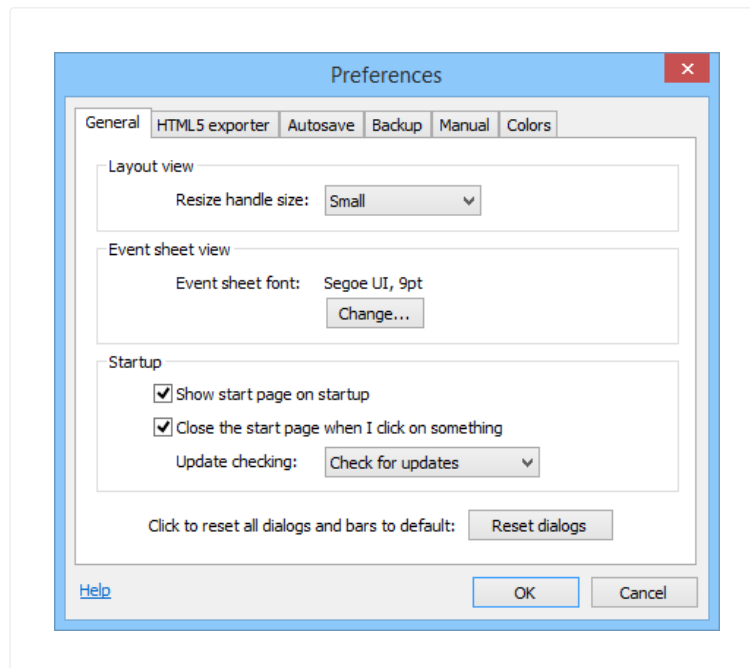 Preferences
General HTML5 exporter Autosave Backup Manual Colors
Layout view
Resize handle size: Small
Event sheet view
Event sheet font: Segoe UI, 9pt
Change...
Startup
Show start page on startup
Close the start page when I click on something
Update checking: Check for updates
Click to reset all dialogs and bars to default: Reset dialogs
Help OK Cancel